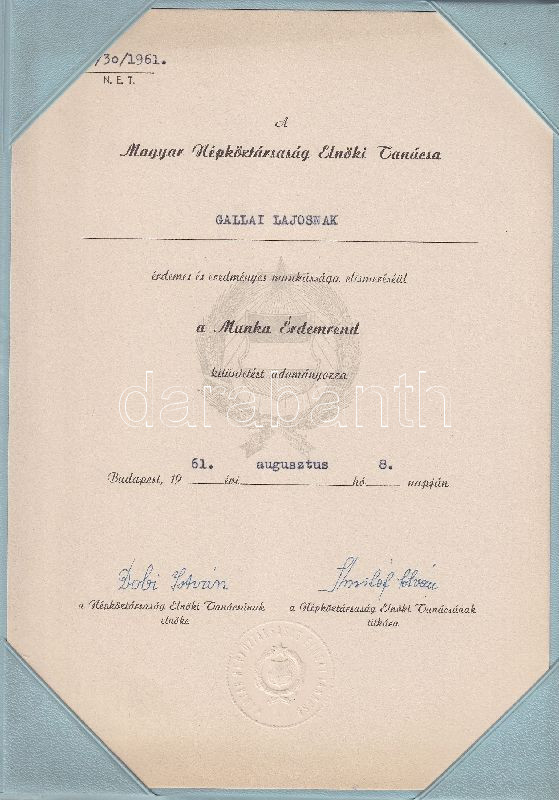 /30/1961.
N. E. T.
A
Magyar Népköztársaság Elnöki Tanácsa
GALLAI LAJOSNAK
érdemes és eredményes munkássága elismeréséül
a Munka Érdemrend
kitüntetést adományozza
darabanth
61. augusztus 8.
Budapest, 19 évi hó napján
Dobi István
a Népköztársaság Elnöki Tanácsának a Népköztársaság Elnöki Tanácsának
elnöke titkára